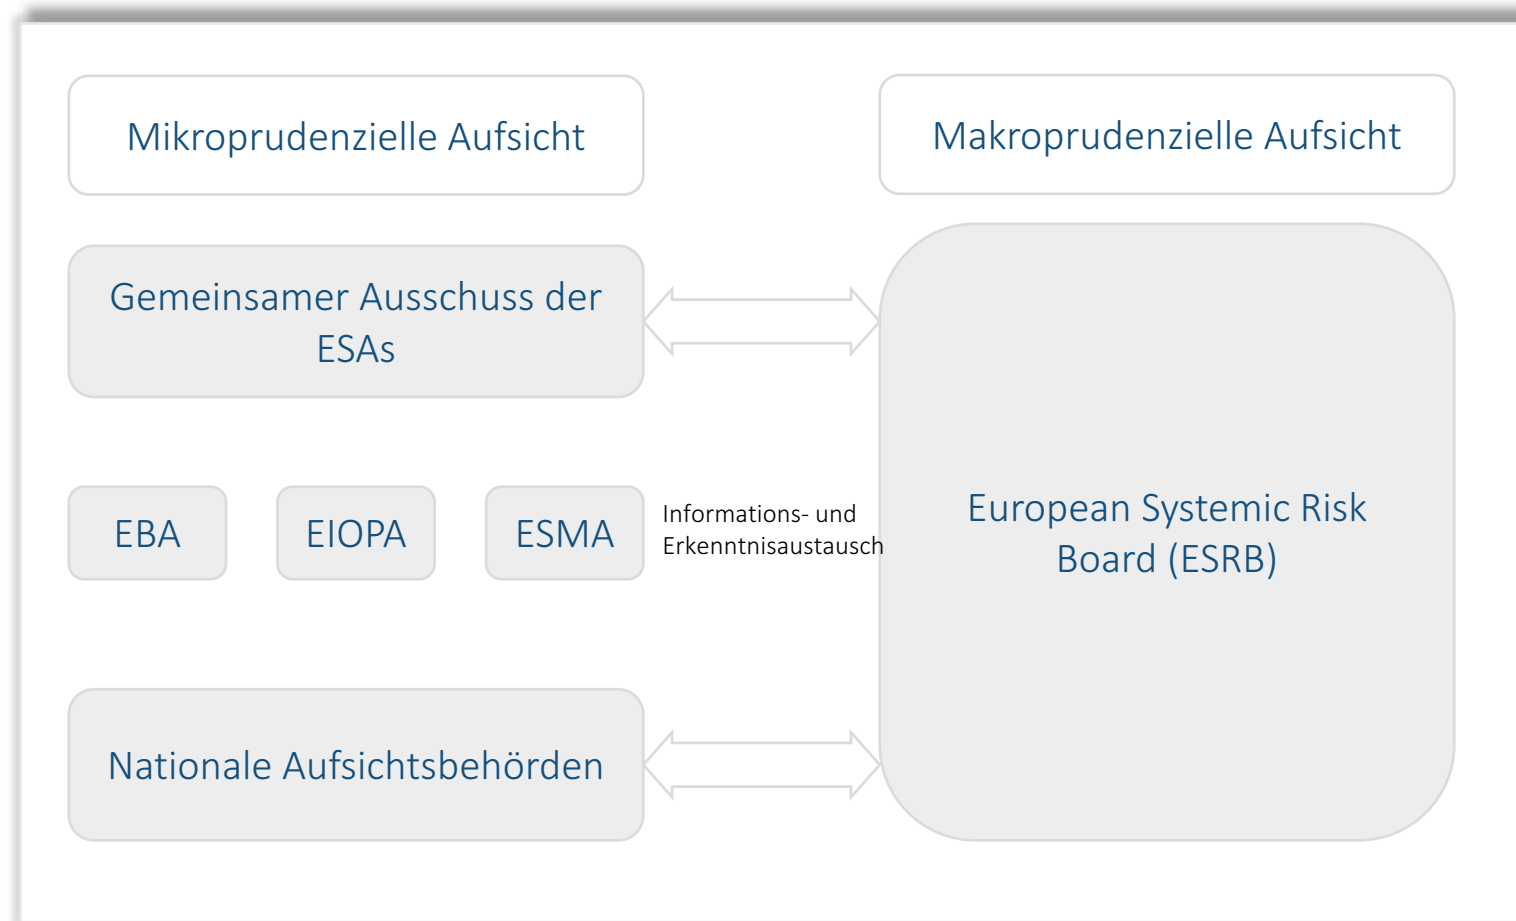 Mikroprudenzielle Aufsicht
Makroprudenzielle Aufsicht
Gemeinsamer Ausschuss der
ESAs
EBA
EIOPA
ESMA
Informations- und
Erkenntnisaustausch
European Systemic Risk
Board (ESRB)
Nationale Aufsichtsbehörden